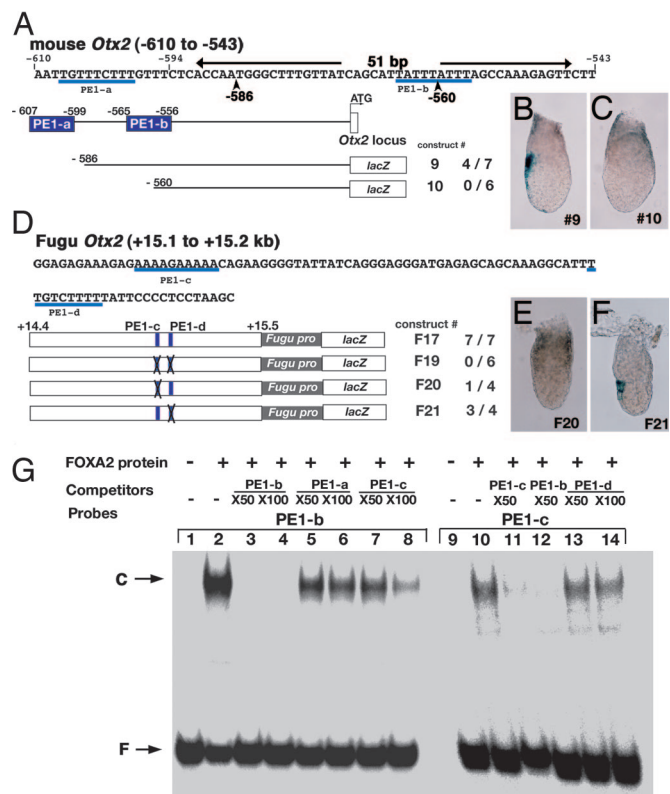 A
mouse Otx2 (-610 to -543)
-610 -594 51 bp -543
AATTGTTTCTTTGTTTCTCACCAATGGGCTTTGTTATCAGCATTATTTATTTAGCCAAAGAGTTCTT
PE1-a -586 PE1-b -560
- 607 -599 -565 -556 ATG
PE1-a PE1-b
Otx2 locus
construct #
-586 lacZ 9 4 / 7
-560 lacZ 10 0 / 6
B #9
C #10
D
Fugu Otx2 (+15.1 to +15.2 kb)
GGAGAGAAAGAGAAAAGAAAAACAGAAGGGGTATTATCAGGGAGGGATGAGAGCAGCAAAGGCATTTT
PE1-c
TGTCTTTTTATTCCCCTCCTAAGC
PE1-d
+14.4 PE1-c PE1-d +15.5 construct #
Fugu pro lacZ F17 7 / 7
Fugu pro lacZ F19 0 / 6
Fugu pro lacZ F20 1 / 4
Fugu pro lacZ F21 3 / 4
E F20
F F21
G
FOXA2 protein - + + + + + + + - + + + + +
Competitors PE1-b PE1-a PE1-c PE1-c PE1-b PE1-d
- - X50 X100 X50 X100 X50 X100 - - X50 X50 X50 X100
Probes PE1-b PE1-c
1 2 3 4 5 6 7 8 9 10 11 12 13 14
C
F